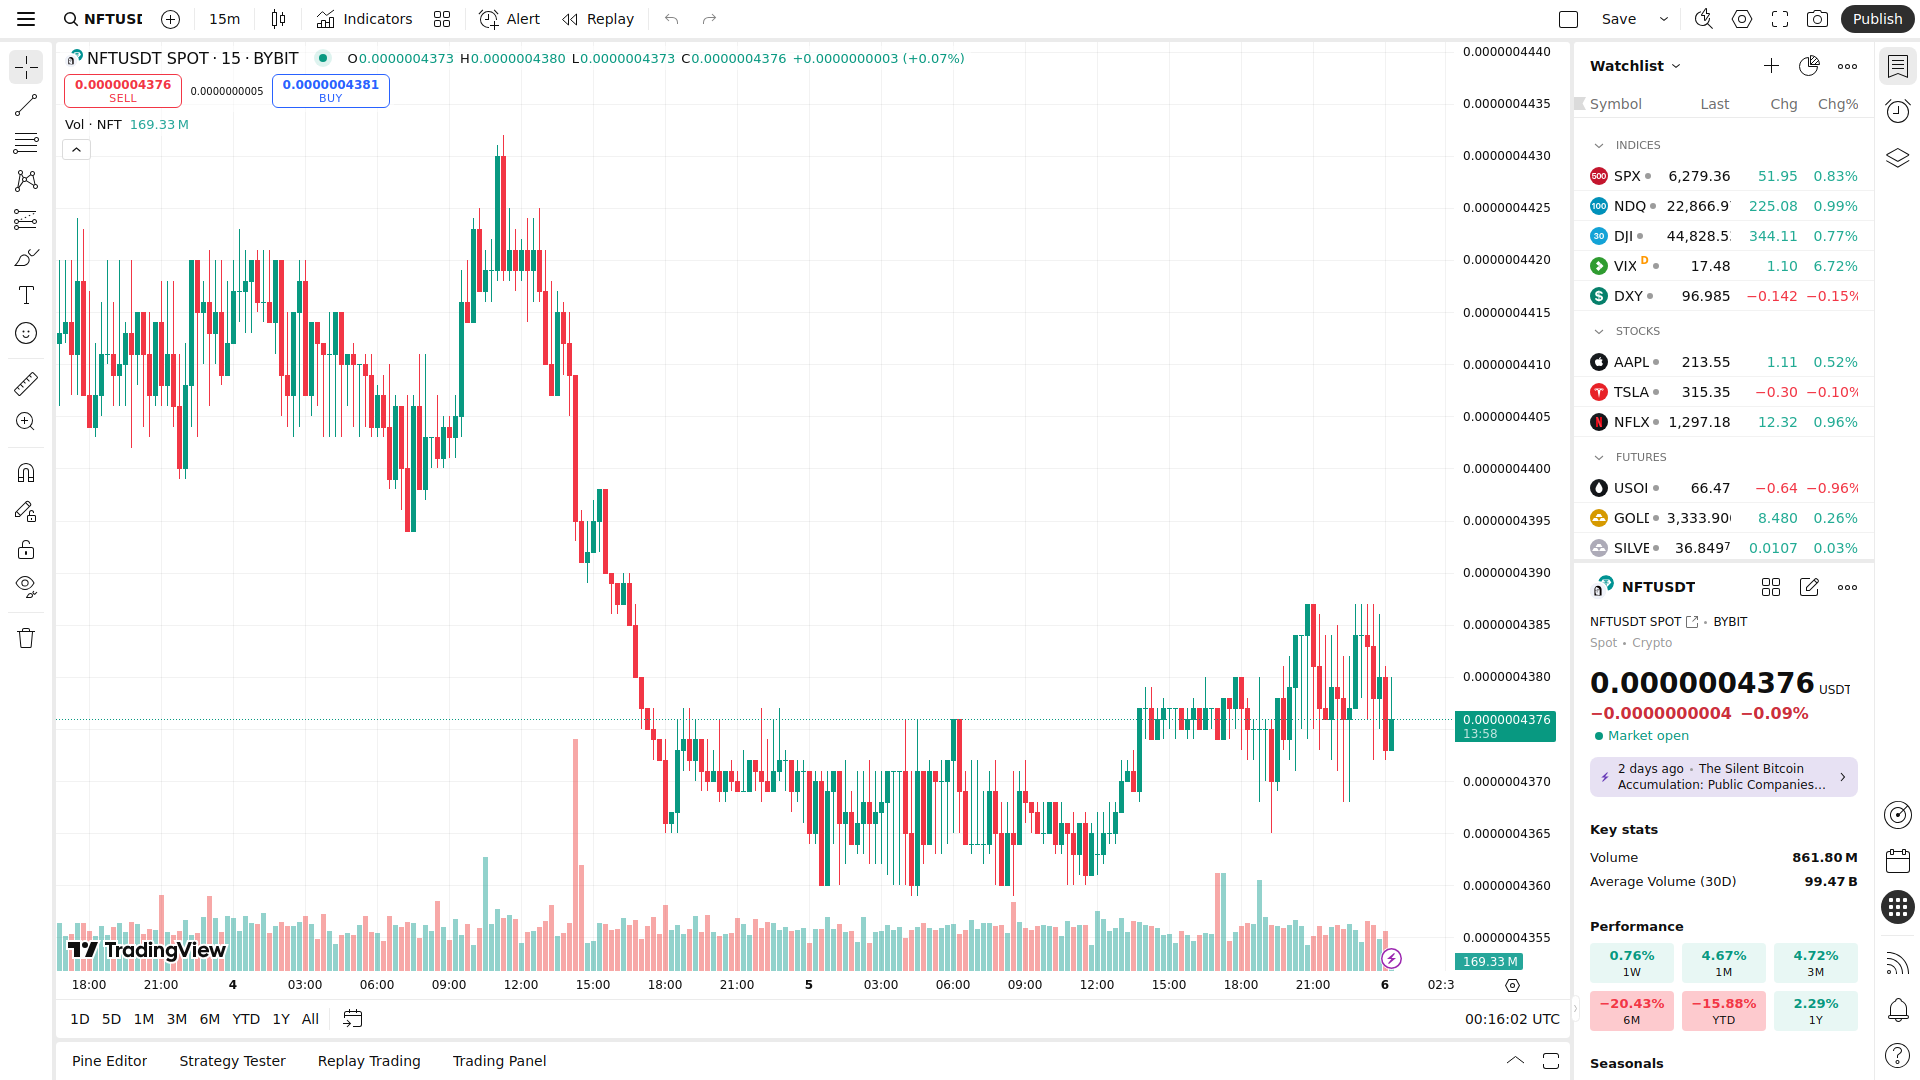 NFTUSD
15m
Indicators
Alert
Replay
Save
Publish
NFTUSDT SPOT · 15 · BYBIT
O0.0000004373 H0.0000004380 L0.0000004373 C0.0000004376 +0.0000000003 (+0.07%)
0.0000004376
SELL
0.0000000005
0.0000004381
BUY
Vol · NFT 169.33 M
0.0000004440
0.0000004435
0.0000004430
0.0000004425
0.0000004420
0.0000004415
0.0000004410
0.0000004405
0.0000004400
0.0000004395
0.0000004390
0.0000004385
0.0000004380
0.0000004376
13:58
0.0000004370
0.0000004365
0.0000004360
0.0000004355
169.33 M
TradingView
18:00 21:00 4 03:00 06:00 09:00 12:00 15:00 18:00 21:00 5 03:00 06:00 09:00 12:00 15:00 18:00 21:00 6 02:3
1D 5D 1M 3M 6M YTD 1Y All
00:16:02 UTC
Pine Editor Strategy Tester Replay Trading Trading Panel
Watchlist
Symbol Last Chg Chg%
INDICES
SPX 6,279.36 51.95 0.83%
NDQ 22,866.9 225.08 0.99%
DJI 44,828.5 344.11 0.77%
VIX D 17.48 1.10 6.72%
DXY 96.985 −0.142 −0.15%
STOCKS
AAPL 213.55 1.11 0.52%
TSLA 315.35 −0.30 −0.10%
NFLX 1,297.18 12.32 0.96%
FUTURES
USOI 66.47 −0.64 −0.96%
GOLD 3,333.90 8.480 0.26%
SILVE 36.8497 0.0107 0.03%
NFTUSDT
NFTUSDT SPOT • BYBIT
Spot • Crypto
0.0000004376 USDT
−0.0000000004 −0.09%
Market open
2 days ago • The Silent Bitcoin
Accumulation: Public Companies...
Key stats
Volume 861.80 M
Average Volume (30D) 99.47 B
Performance
0.76% 4.67% 4.72%
1W 1M 3M
−20.43% −15.88% 2.29%
6M YTD 1Y
Seasonals